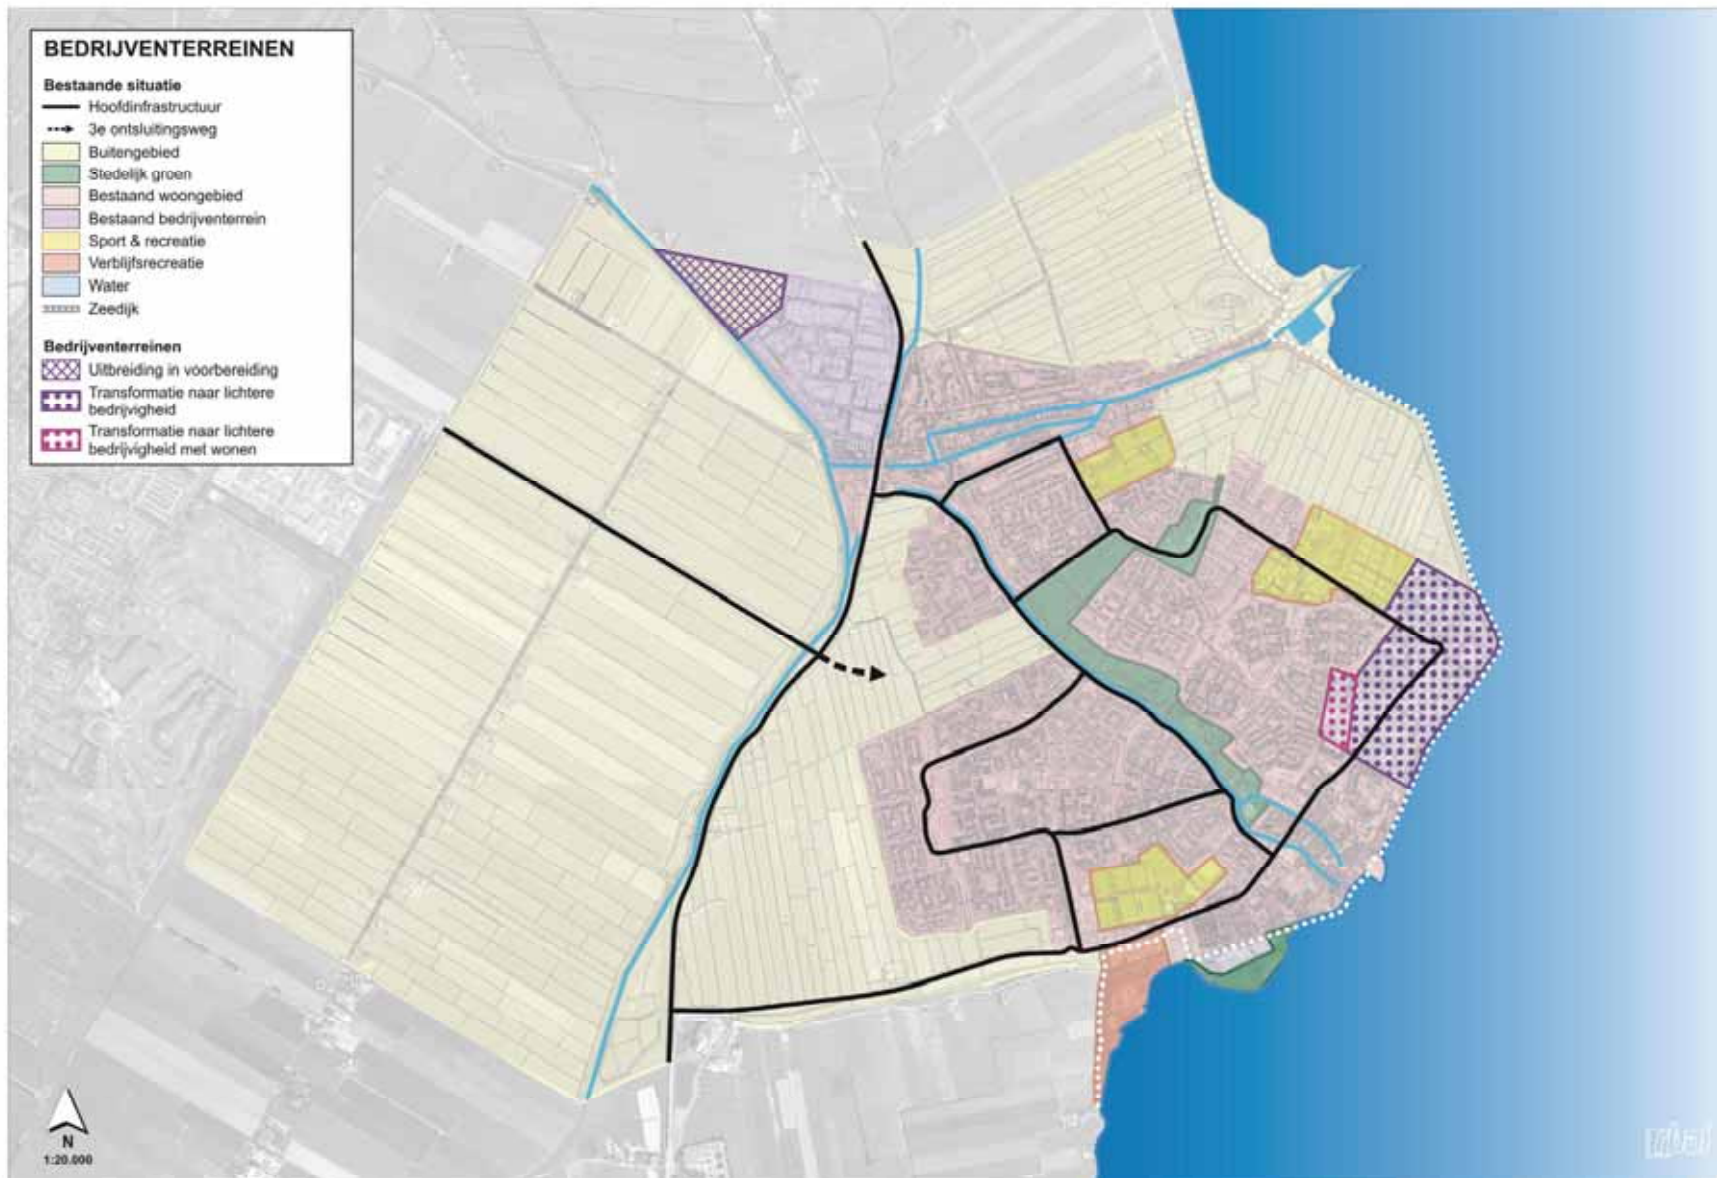 BEDRIJVENTERREINEN
Bestaande situatie
Hoofdinfrastructuur
3e ontsluitingsweg
Buitengebied
Stedelijk groen
Bestaand woongebied
Bestaand bedrijventerrein
Sport & recreatie
Verblijfsrecreatie
Water
Zeedijk
Bedrijventerreinen
Uitbreiding in voorbereiding
Transformatie naar lichtere
bedrijvigheid
Transformatie naar lichtere
bedrijvigheid met wonen
N
1:20.000